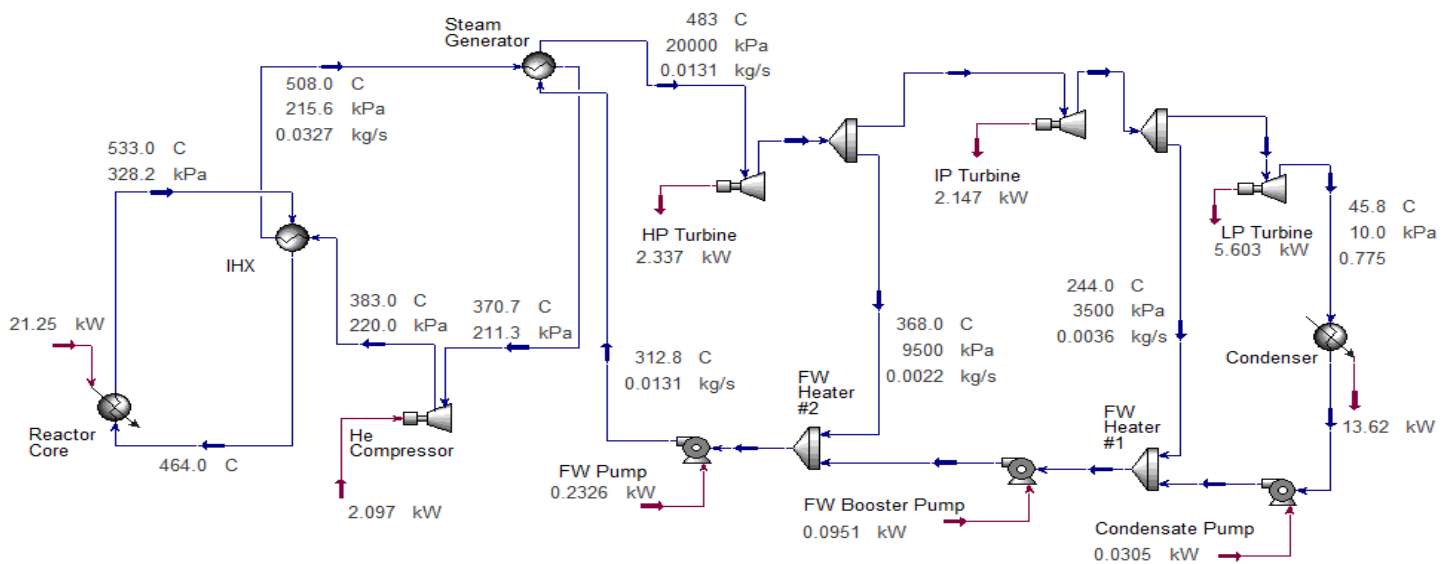 Steam
Generator
483 C
20000 kPa
0.0131 kg/s
508.0 C
215.6 kPa
0.0327 kg/s
533.0 C
328.2 kPa
IHX
HP Turbine
2.337 kW
IP Turbine
2.147 kW
LP Turbine
5.603 kW
45.8 C
10.0 kPa
0.775
21.25 kW
383.0 C
220.0 kPa
370.7 C
211.3 kPa
312.8 C
0.0131 kg/s
368.0 C
9500 kPa
0.0022 kg/s
244.0 C
3500 kPa
0.0036 kg/s
Condenser
13.62 kW
FW
Heater
#2
FW
Heater
#1
Reactor
Core
464.0 C
He
Compressor
2.097 kW
FW Pump
0.2326 kW
FW Booster Pump
0.0951 kW
Condensate Pump
0.0305 kW